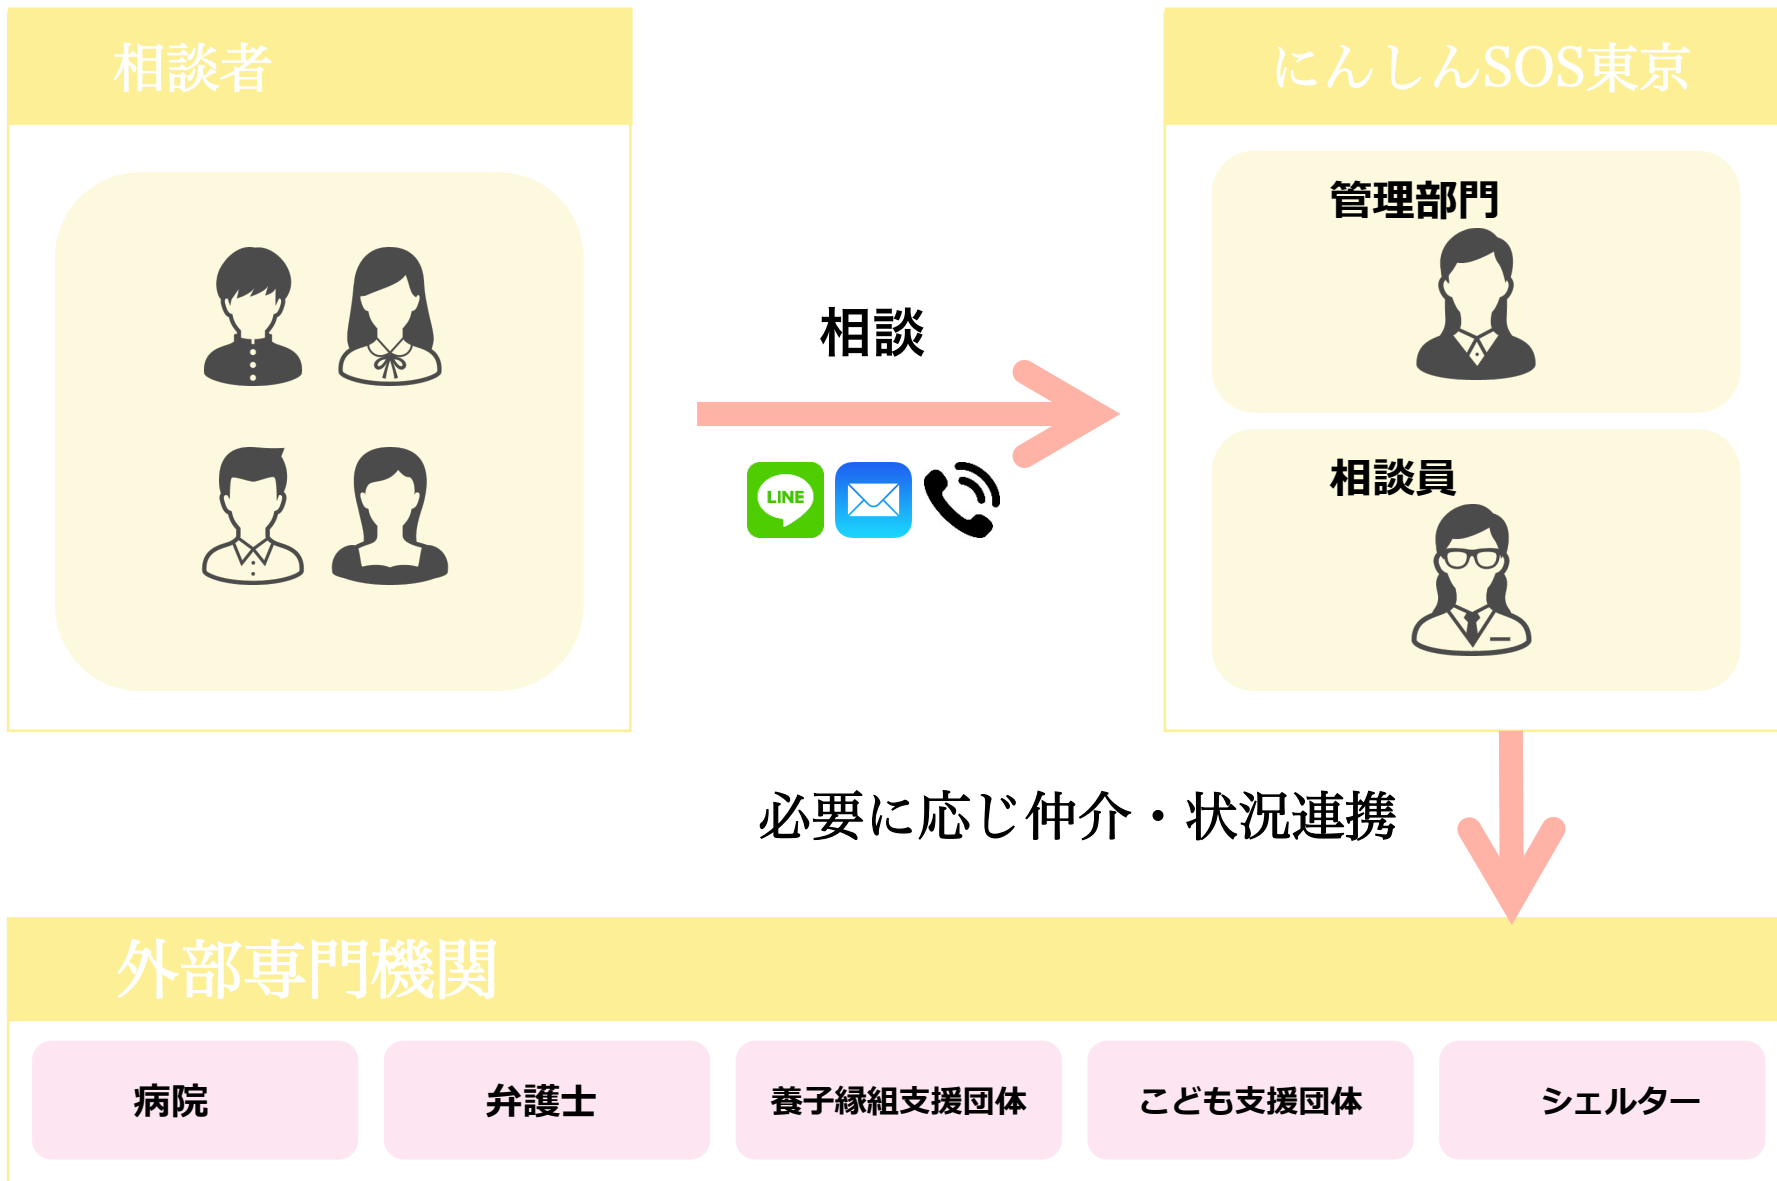 相談者
にんしんSOS東京
管理部門
相談
LINE
相談員
必要に応じ仲介・状況連携
外部専門機関
病院
弁護士
養子縁組支援団体
こども支援団体
シェルター